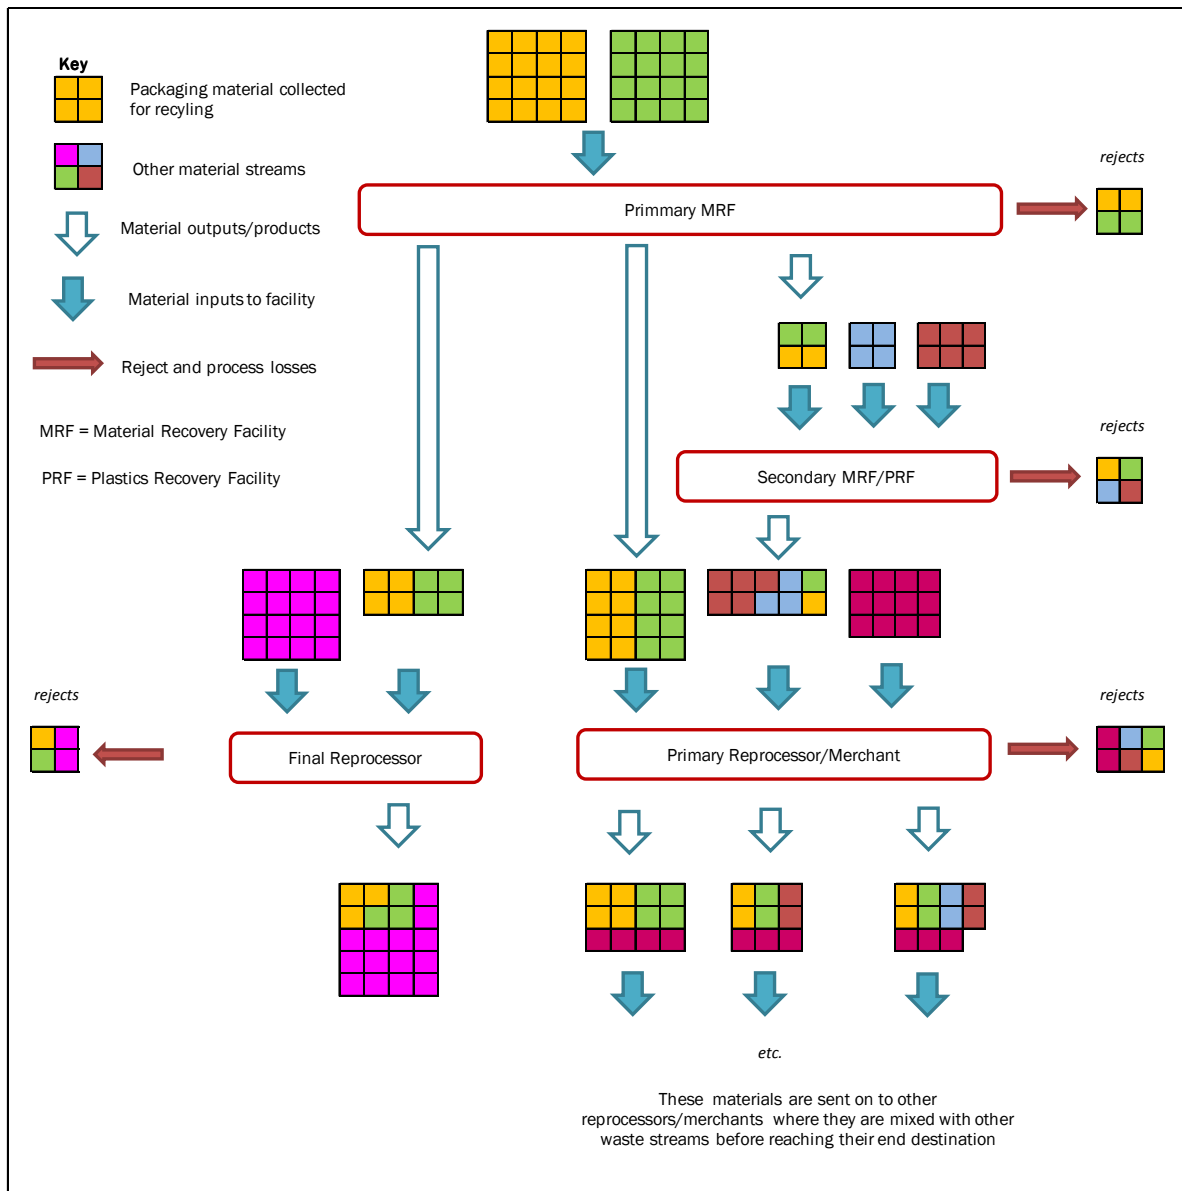 Key
Packaging material collected
for recyling
Other material streams
Material outputs/products
Material inputs to facility
Reject and process losses
MRF = Material Recovery Facility
PRF = Plastics Recovery Facility
Primmary MRF
rejects
rejects
Secondary MRF/PRF
rejects
Final Reprocessor
Primary Reprocessor/Merchant
rejects
etc.
These materials are sent on to other
reprocessors/merchants where they are mixed with other
waste streams before reaching their end destination